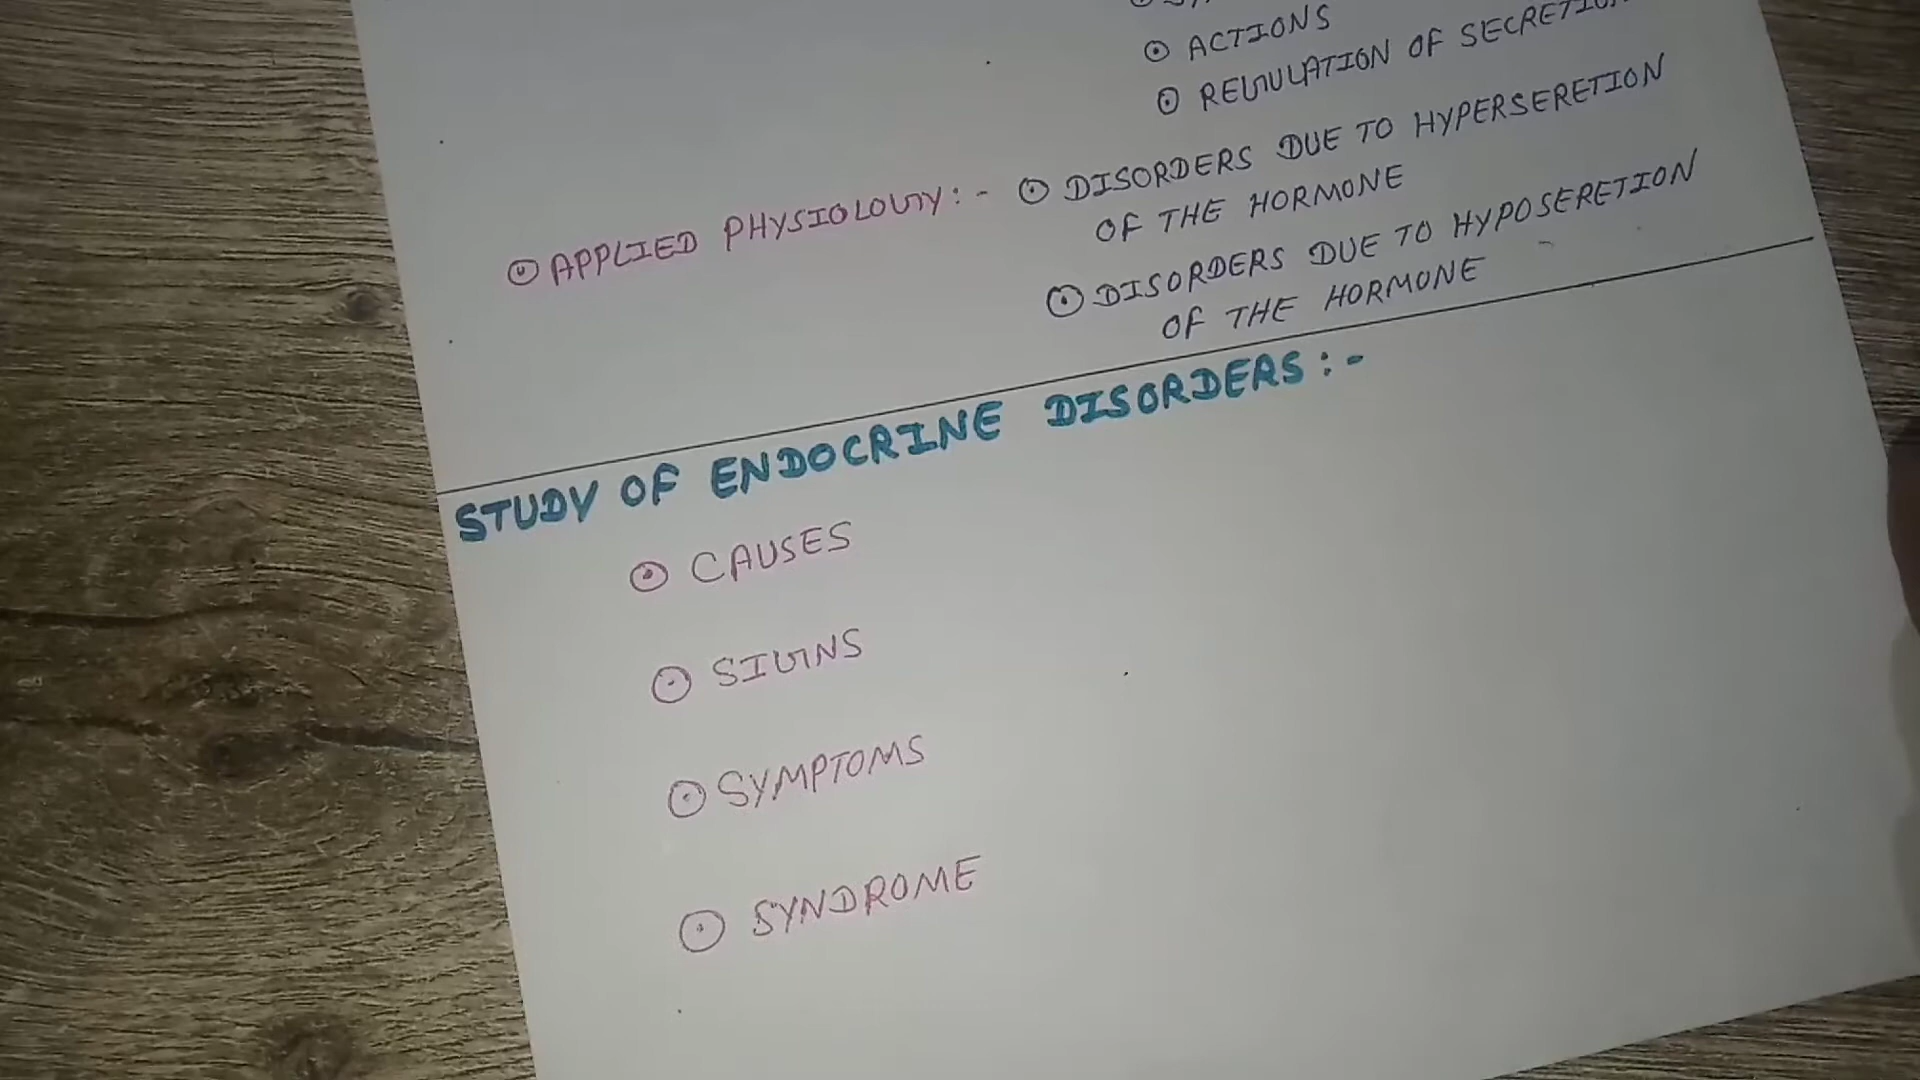 ⊙ ACTIONS
⊙ REGULATION OF
⊙ APPLIED PHYSIOLOGY:- ⊙ DISORDERS DUE TO HYPERSERETION
OF THE HORMONE
⊙ DISORDERS DUE TO HYPOSERETION
OF THE HORMONE
STUDY OF ENDOCRINE DISORDERS:-
⊙ CAUSES
⊙ SIGNS
⊙ SYMPTOMS
⊙ SYNDROME